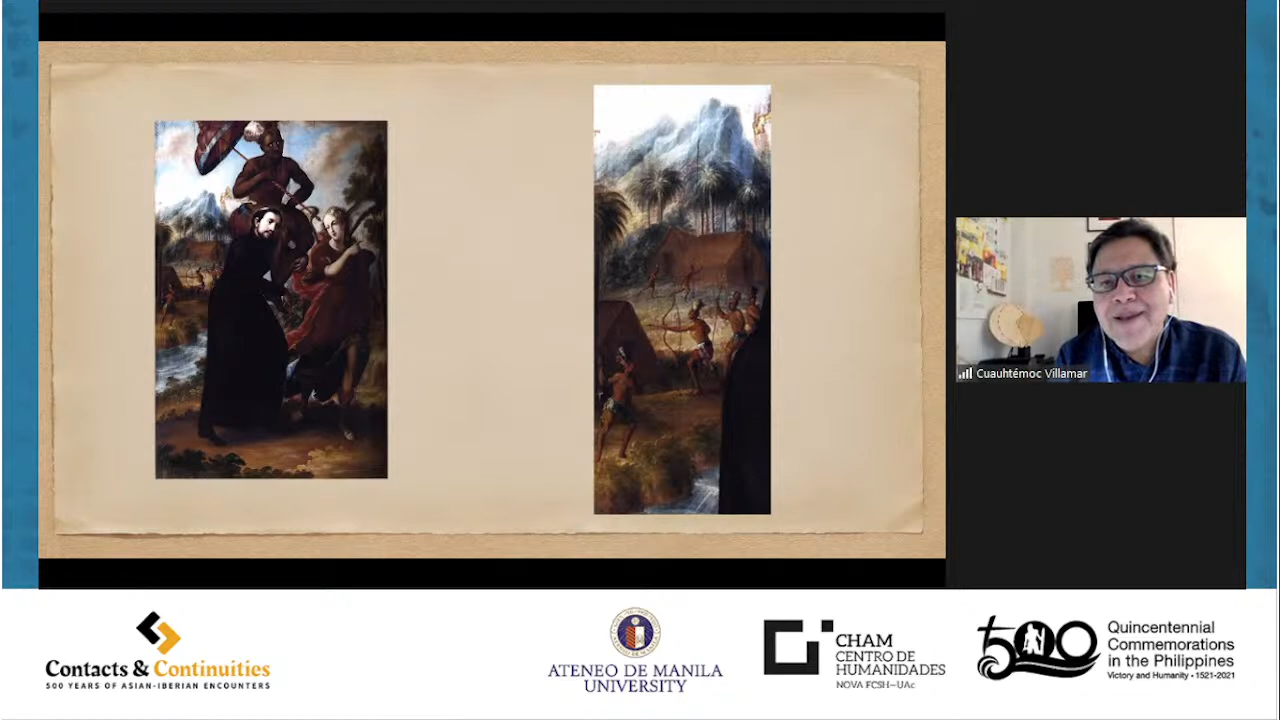 Cuauhtémoc Villamar
Contacts & Continuities
500 YEARS OF ASIAN-IBERIAN ENCOUNTERS
ATENEO DE MANILA
UNIVERSITY
CHAM
CENTRO DE
HUMANIDADES
NOVA FCSH—UAc
500
Quincentennial
Commemorations
in the Philippines
Victory and Humanity • 1521-2021